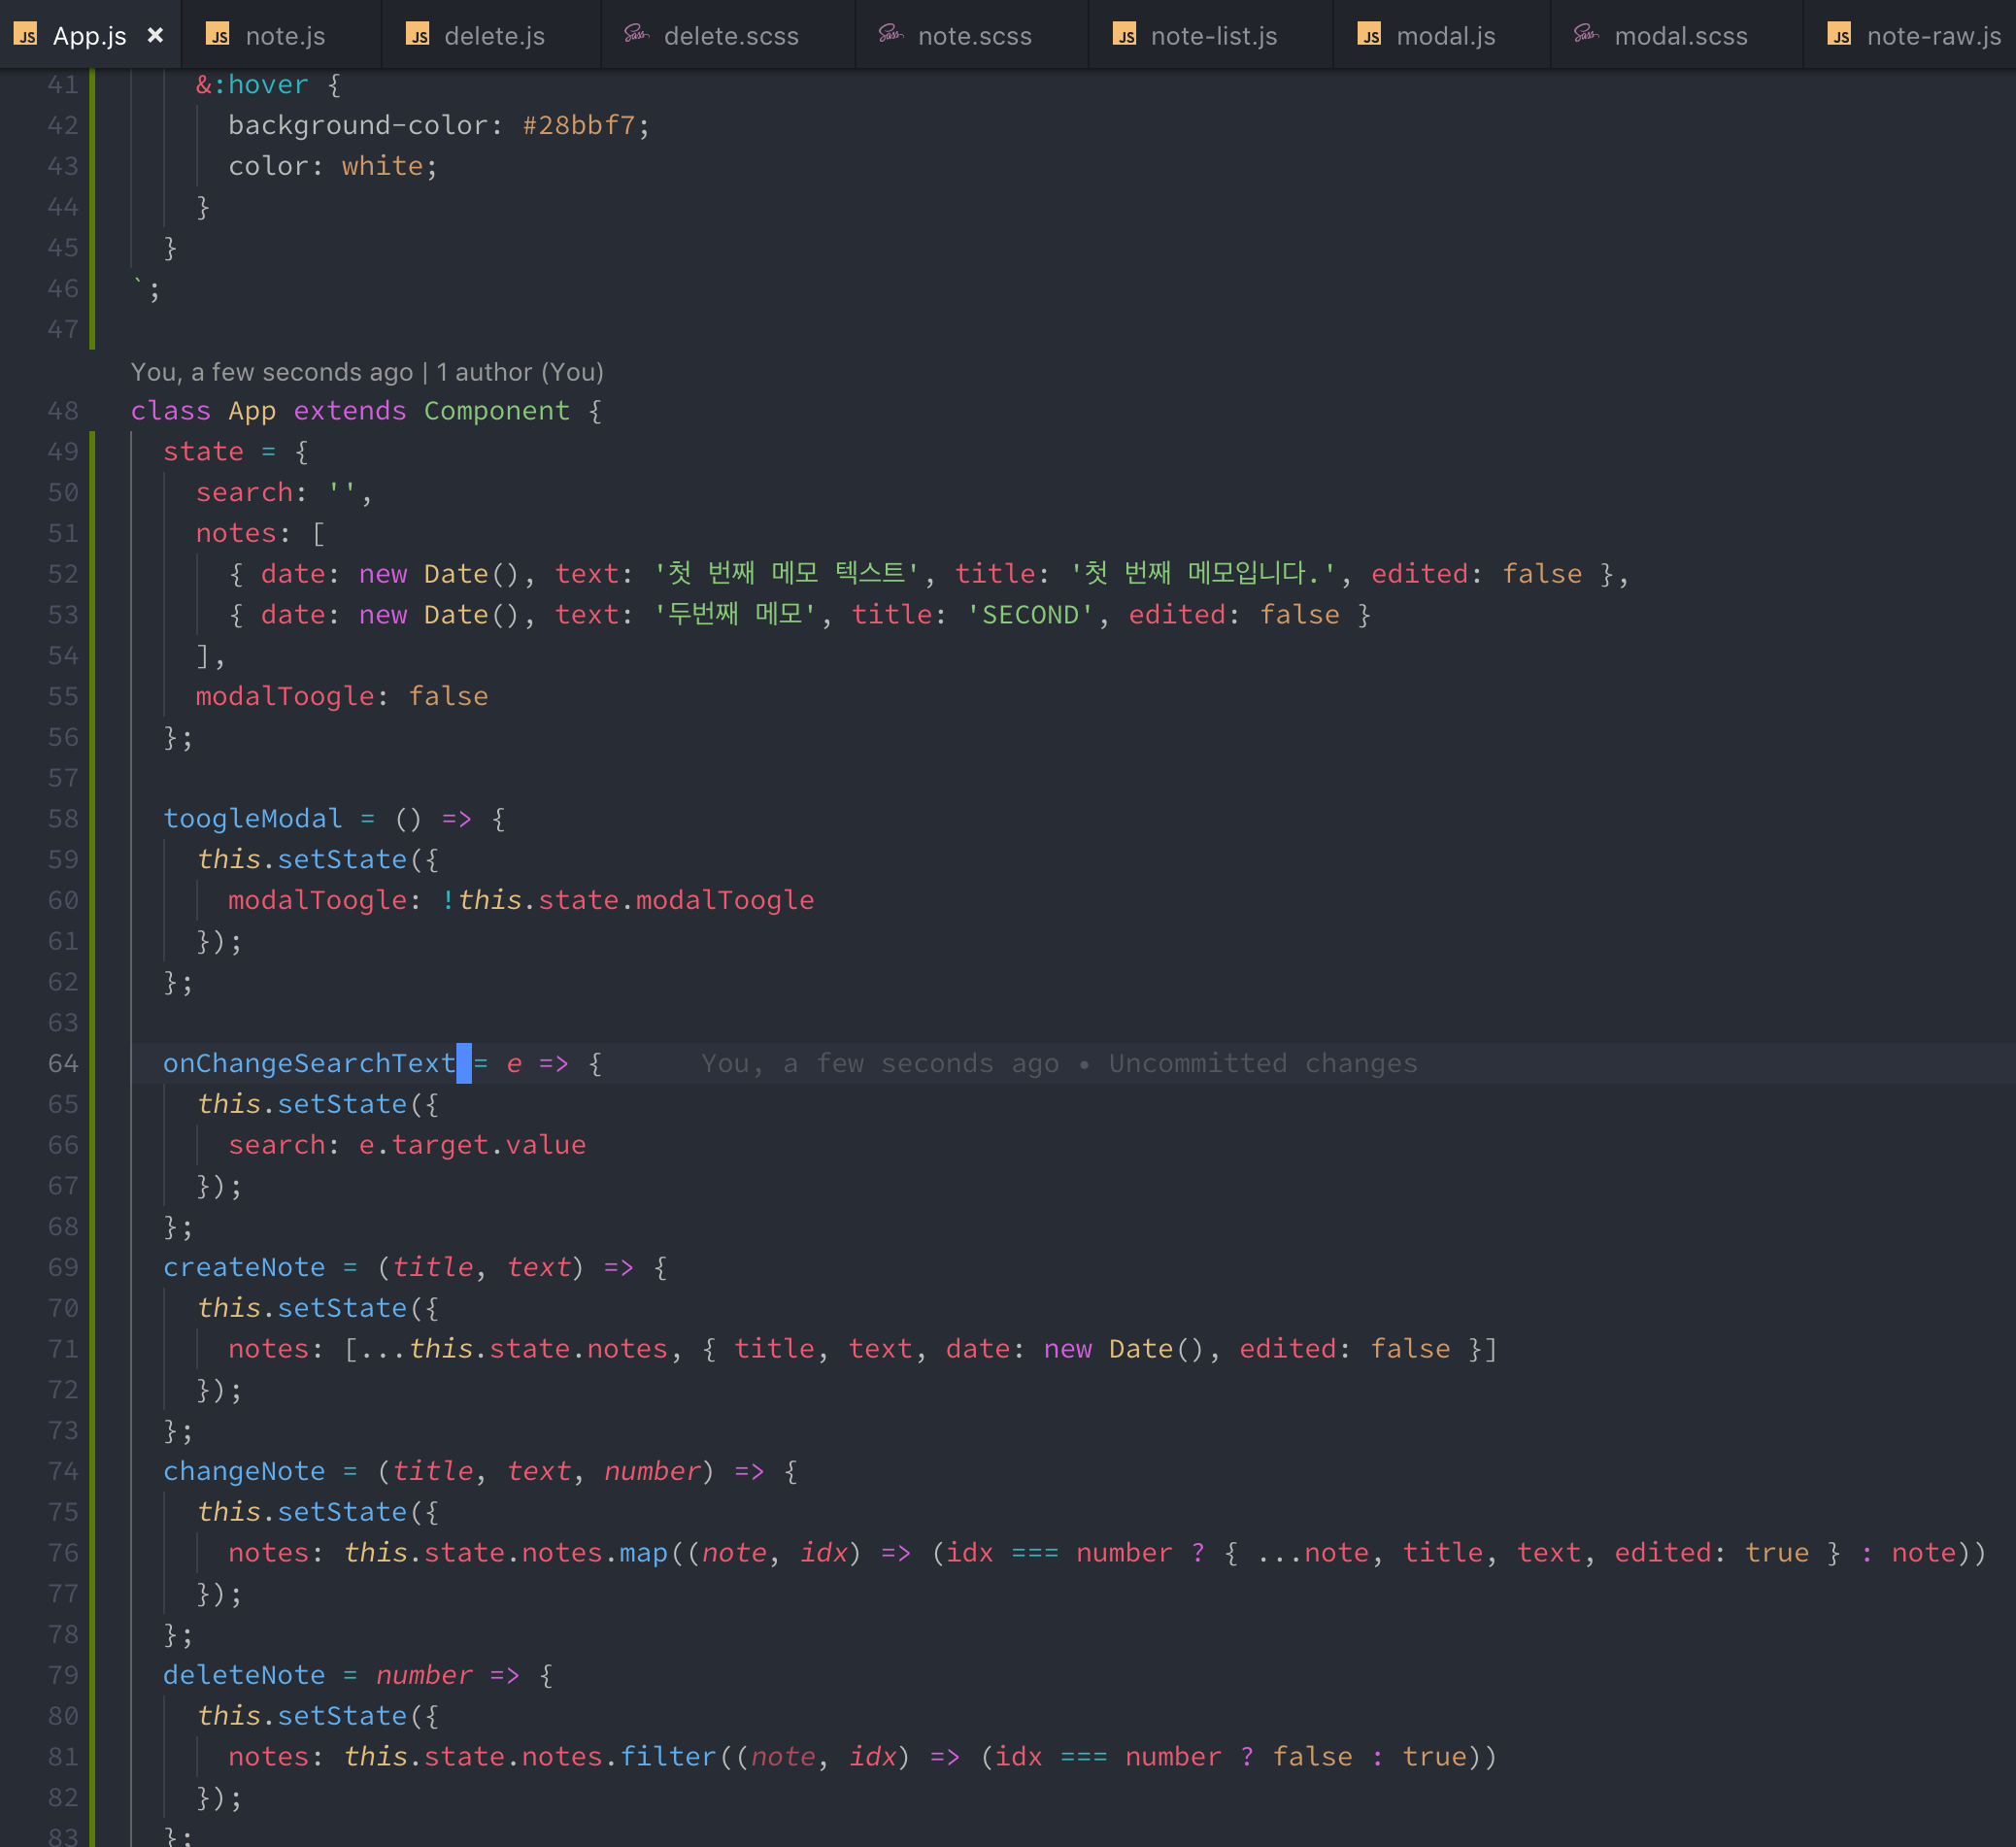 JS App.js × JS note.js JS delete.js Sass delete.scss Sass note.scss JS note-list.js JS modal.js Sass modal.scss JS note-raw.js
41 &:hover {
42 background-color: #28bbf7;
43 color: white;
44 }
45 }
46 `;
47
You, a few seconds ago | 1 author (You)
48 class App extends Component {
49 state = {
50 search: '',
51 notes: [
52 { date: new Date(), text: '첫 번째 메모 텍스트', title: '첫 번째 메모입니다.', edited: false },
53 { date: new Date(), text: '두번째 메모', title: 'SECOND', edited: false }
54 ],
55 modalToogle: false
56 };
57
58 toogleModal = () => {
59 this.setState({
60 modalToogle: !this.state.modalToogle
61 });
62 };
63
64 onChangeSearchText = e => { You, a few seconds ago • Uncommitted changes
65 this.setState({
66 search: e.target.value
67 });
68 };
69 createNote = (title, text) => {
70 this.setState({
71 notes: [...this.state.notes, { title, text, date: new Date(), edited: false }]
72 });
73 };
74 changeNote = (title, text, number) => {
75 this.setState({
76 notes: this.state.notes.map((note, idx) => (idx === number ? { ...note, title, text, edited: true } : note))
77 });
78 };
79 deleteNote = number => {
80 this.setState({
81 notes: this.state.notes.filter((note, idx) => (idx === number ? false : true))
82 });
83 };